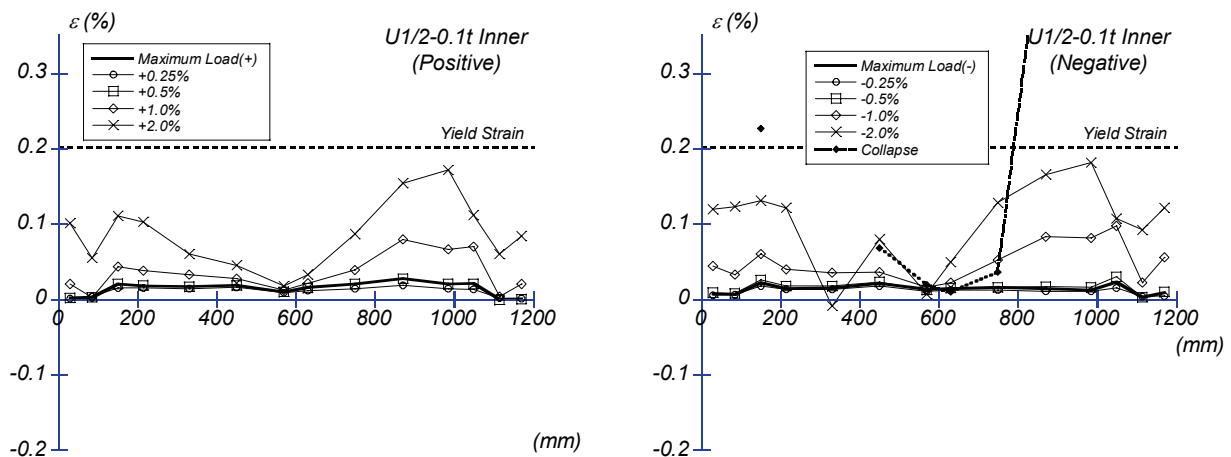 ε (%)
U1/2-0.1t Inner
(Positive)
Maximum Load(+)
+0.25%
+0.5%
+1.0%
+2.0%
Yield Strain
0.3
0.2
0.1
0
-0.1
-0.2
0 200 400 600 800 1000 1200
(mm)
ε (%)
U1/2-0.1t Inner
(Negative)
Maximum Load(-)
-0.25%
-0.5%
-1.0%
-2.0%
Collapse
Yield Strain
0.3
0.2
0.1
0
-0.1
-0.2
0 200 400 600 800 1000 1200
(mm)